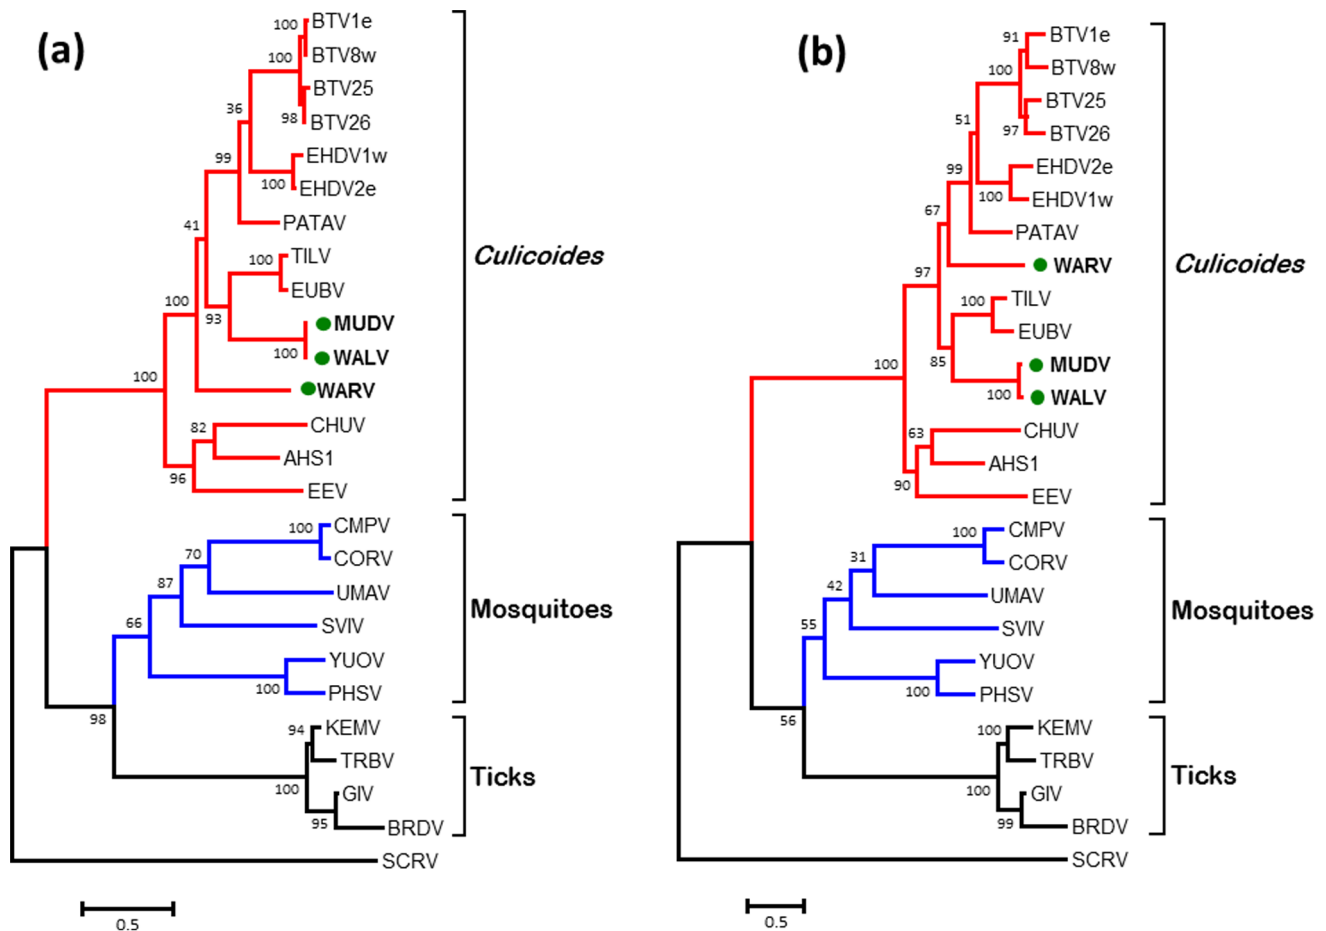 (a)
100
BTV1e
BTV8w
100
BTV25
98
BTV26
36
EHDV1w
99
100
EHDV2e
PATAV
41
TILV
100
EUBV
100
93
MUDV
100
WALV
100
WARV
82
CHUV
AHS1
96
EEV
Culicoides
100
CMPV
CORV
70
87
UMAV
66
SVIV
YUOV
100
PHSV
Mosquitoes
98
94
KEMV
TRBV
100
GIV
95
BRDV
Ticks
SCRV
0.5
(b)
91
BTV1e
BTV8w
100
BTV25
97
BTV26
51
EHDV2e
99
100
EHDV1w
67
PATAV
WARV
97
100
TILV
EUBV
85
MUDV
100
100
WALV
63
CHUV
AHS1
90
EEV
Culicoides
100
CMPV
CORV
31
42
UMAV
55
SVIV
YUOV
100
PHSV
Mosquitoes
56
100
KEMV
TRBV
100
GIV
99
BRDV
Ticks
SCRV
0.5